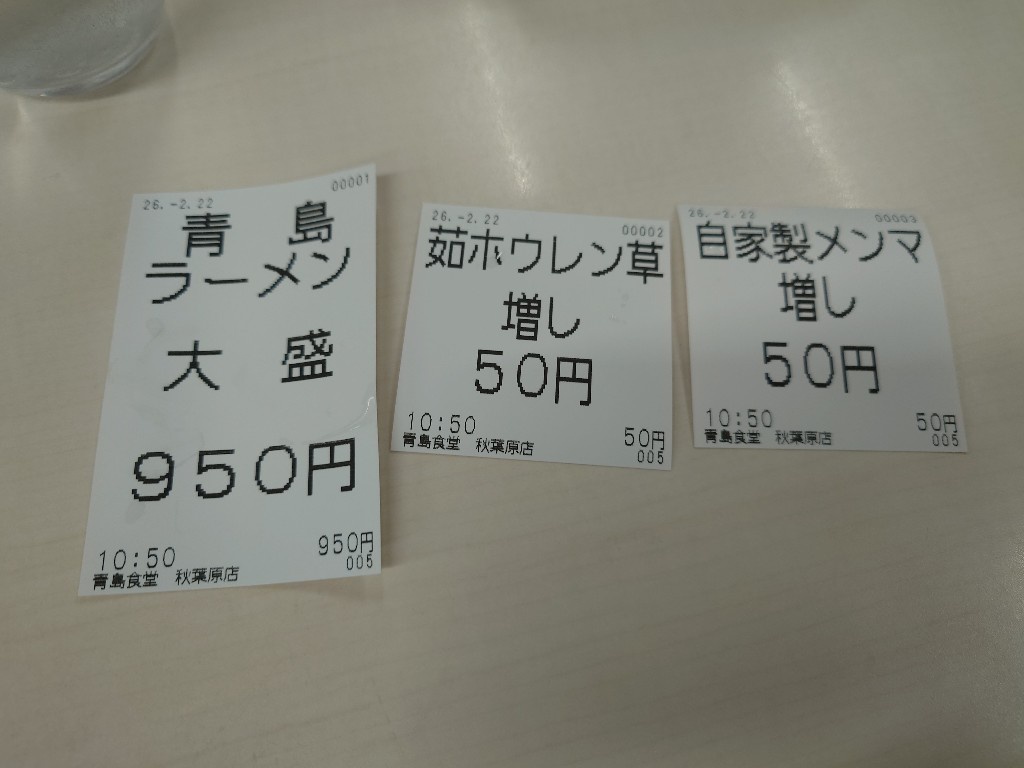 26.-2.22 00001
青島
ラーメン
大盛
950円
10:50 950円
青島食堂 秋葉原店 005
26.-2.22 00002
茹ホウレン草
増し
50円
10:50 50円
青島食堂 秋葉原店 005
26.-2.22 00003
自家製メンマ
増し
50円
10:50 50円
青島食堂 秋葉原店 005